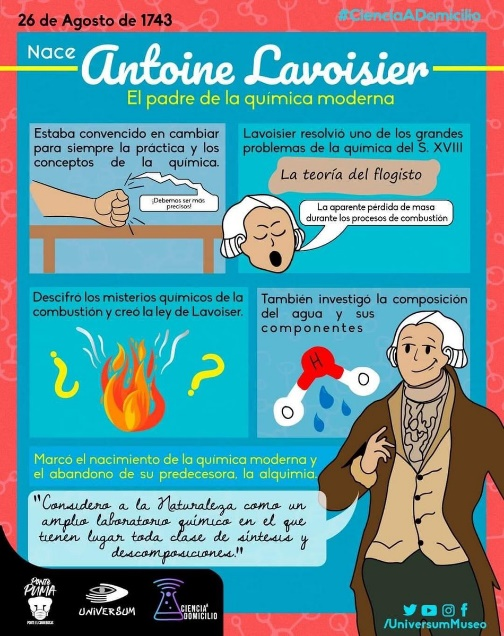 26 de Agosto de 1743
#CienciaADomicilio
Nace
Antoine Lavoisier
El padre de la química moderna
Estaba convencido en cambiar
para siempre la práctica y los
conceptos de la química.
¡Debemos ser más
precisos!
Lavoisier resolvió uno de los grandes
problemas de la química del S. XVIII
La teoría del flogisto
La aparente pérdida de masa
durante los procesos de combustión
Descifró los misterios químicos de la
combustión y creó la ley de Lavoiser.
¿ ?
También investigó la composición
del agua y sus
componentes
H
O
O
Marcó el nacimiento de la química moderna y
el abandono de su predecesora, la alquimia.
"Considero a la Naturaleza como un
amplio laboratorio químico en el que
tienen lugar toda clase de síntesis y
descomposiciones."
PONTE
PUMA
PONTE EL CUBREBOCAS
UNIVERSUM
CIENCIA A
DOMICILIO
/UniversumMuseo